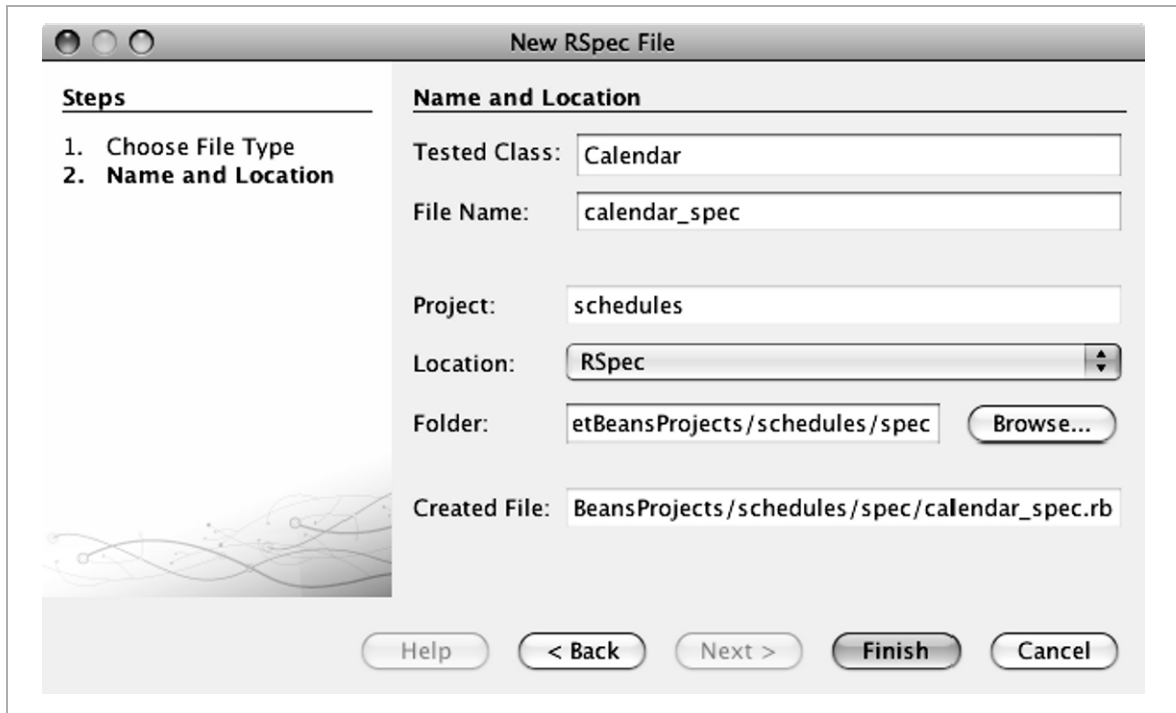 New RSpec File
Steps
1. Choose File Type
2. Name and Location
Name and Location
Tested Class: Calendar
File Name: calendar_spec
Project: schedules
Location: RSpec
Folder: etBeansProjects/schedules/spec Browse...
Created File: BeansProjects/schedules/spec/calendar_spec.rb
Help < Back Next > Finish Cancel